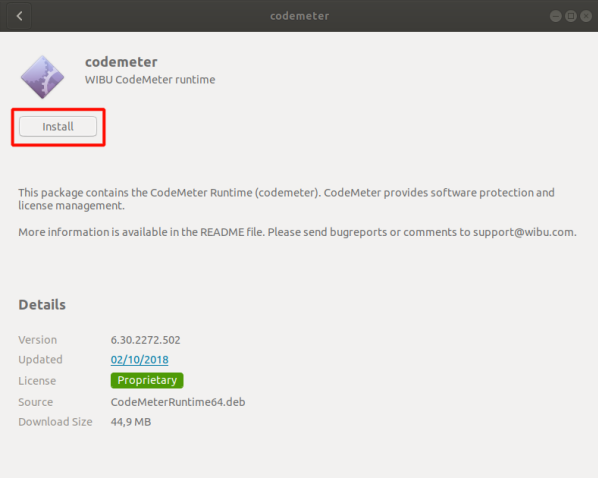 codemeter
codemeter
WIBU CodeMeter runtime
Install
This package contains the CodeMeter Runtime (codemeter). CodeMeter provides software protection and
license management.
More information is available in the README file. Please send bugreports or comments to support@wibu.com.
Details
Version 6.30.2272.502
Updated 02/10/2018
License Proprietary
Source CodeMeterRuntime64.deb
Download Size 44,9 MB